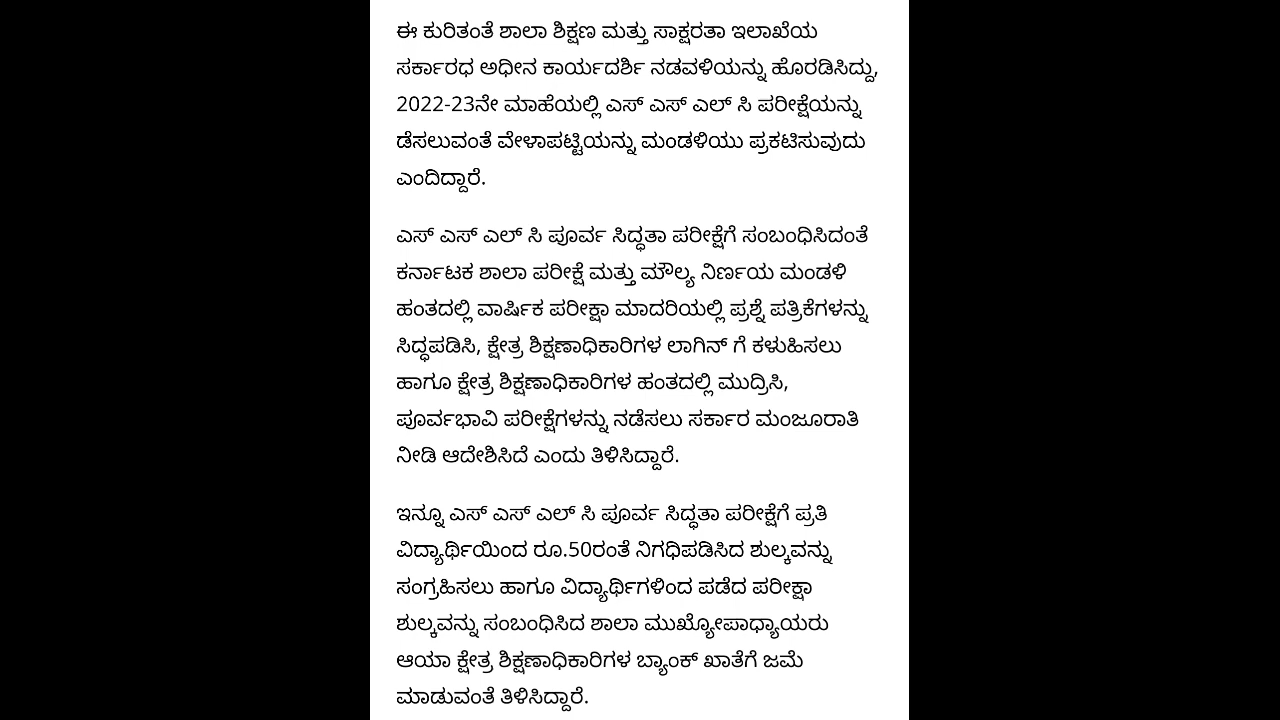 ಈ ಕುರಿತಂತೆ ಶಾಲಾ ಶಿಕ್ಷಣ ಮತ್ತು ಸಾಕ್ಷರತಾ ಇಲಾಖೆಯ
ಸರ್ಕಾರಧ ಅಧೀನ ಕಾರ್ಯದರ್ಶಿ ನಡವಳಿಯನ್ನು ಹೊರಡಿಸಿದ್ದು,
2022-23ನೇ ಮಾಹೆಯಲ್ಲಿ ಎಸ್ ಎಸ್ ಎಲ್ ಸಿ ಪರೀಕ್ಷೆಯನ್ನು
ಡೆಸಲುವಂತೆ ವೇಳಾಪಟ್ಟಿಯನ್ನು ಮಂಡಳಿಯು ಪ್ರಕಟಿಸುವುದು
ಎಂದಿದ್ದಾರೆ.
ಎಸ್ ಎಸ್ ಎಲ್ ಸಿ ಪೂರ್ವ ಸಿದ್ಧತಾ ಪರೀಕ್ಷೆಗೆ ಸಂಬಂಧಿಸಿದಂತೆ
ಕರ್ನಾಟಕ ಶಾಲಾ ಪರೀಕ್ಷೆ ಮತ್ತು ಮೌಲ್ಯ ನಿರ್ಣಯ ಮಂಡಳಿ
ಹಂತದಲ್ಲಿ ವಾರ್ಷಿಕ ಪರೀಕ್ಷಾ ಮಾದರಿಯಲ್ಲಿ ಪ್ರಶ್ನೆ ಪತ್ರಿಕೆಗಳನ್ನು
ಸಿದ್ಧಪಡಿಸಿ, ಕ್ಷೇತ್ರ ಶಿಕ್ಷಣಾಧಿಕಾರಿಗಳ ಲಾಗಿನ್ ಗೆ ಕಳುಹಿಸಲು
ಹಾಗೂ ಕ್ಷೇತ್ರ ಶಿಕ್ಷಣಾಧಿಕಾರಿಗಳ ಹಂತದಲ್ಲಿ ಮುದ್ರಿಸಿ,
ಪೂರ್ವಭಾವಿ ಪರೀಕ್ಷೆಗಳನ್ನು ನಡೆಸಲು ಸರ್ಕಾರ ಮಂಜೂರಾತಿ
ನೀಡಿ ಆದೇಶಿಸಿದೆ ಎಂದು ತಿಳಿಸಿದ್ದಾರೆ.
ಇನ್ನೂ ಎಸ್ ಎಸ್ ಎಲ್ ಸಿ ಪೂರ್ವ ಸಿದ್ಧತಾ ಪರೀಕ್ಷೆಗೆ ಪ್ರತಿ
ವಿದ್ಯಾರ್ಥಿಯಿಂದ ರೂ.50ರಂತೆ ನಿಗಧಿಪಡಿಸಿದ ಶುಲ್ಕವನ್ನು
ಸಂಗ್ರಹಿಸಲು ಹಾಗೂ ವಿದ್ಯಾರ್ಥಿಗಳಿಂದ ಪಡೆದ ಪರೀಕ್ಷಾ
ಶುಲ್ಕವನ್ನು ಸಂಬಂಧಿಸಿದ ಶಾಲಾ ಮುಖ್ಯೋಪಾಧ್ಯಾಯರು
ಆಯಾ ಕ್ಷೇತ್ರ ಶಿಕ್ಷಣಾಧಿಕಾರಿಗಳ ಬ್ಯಾಂಕ್ ಖಾತೆಗೆ ಜಮೆ
ಮಾಡುವಂತೆ ತಿಳಿಸಿದ್ದಾರೆ.